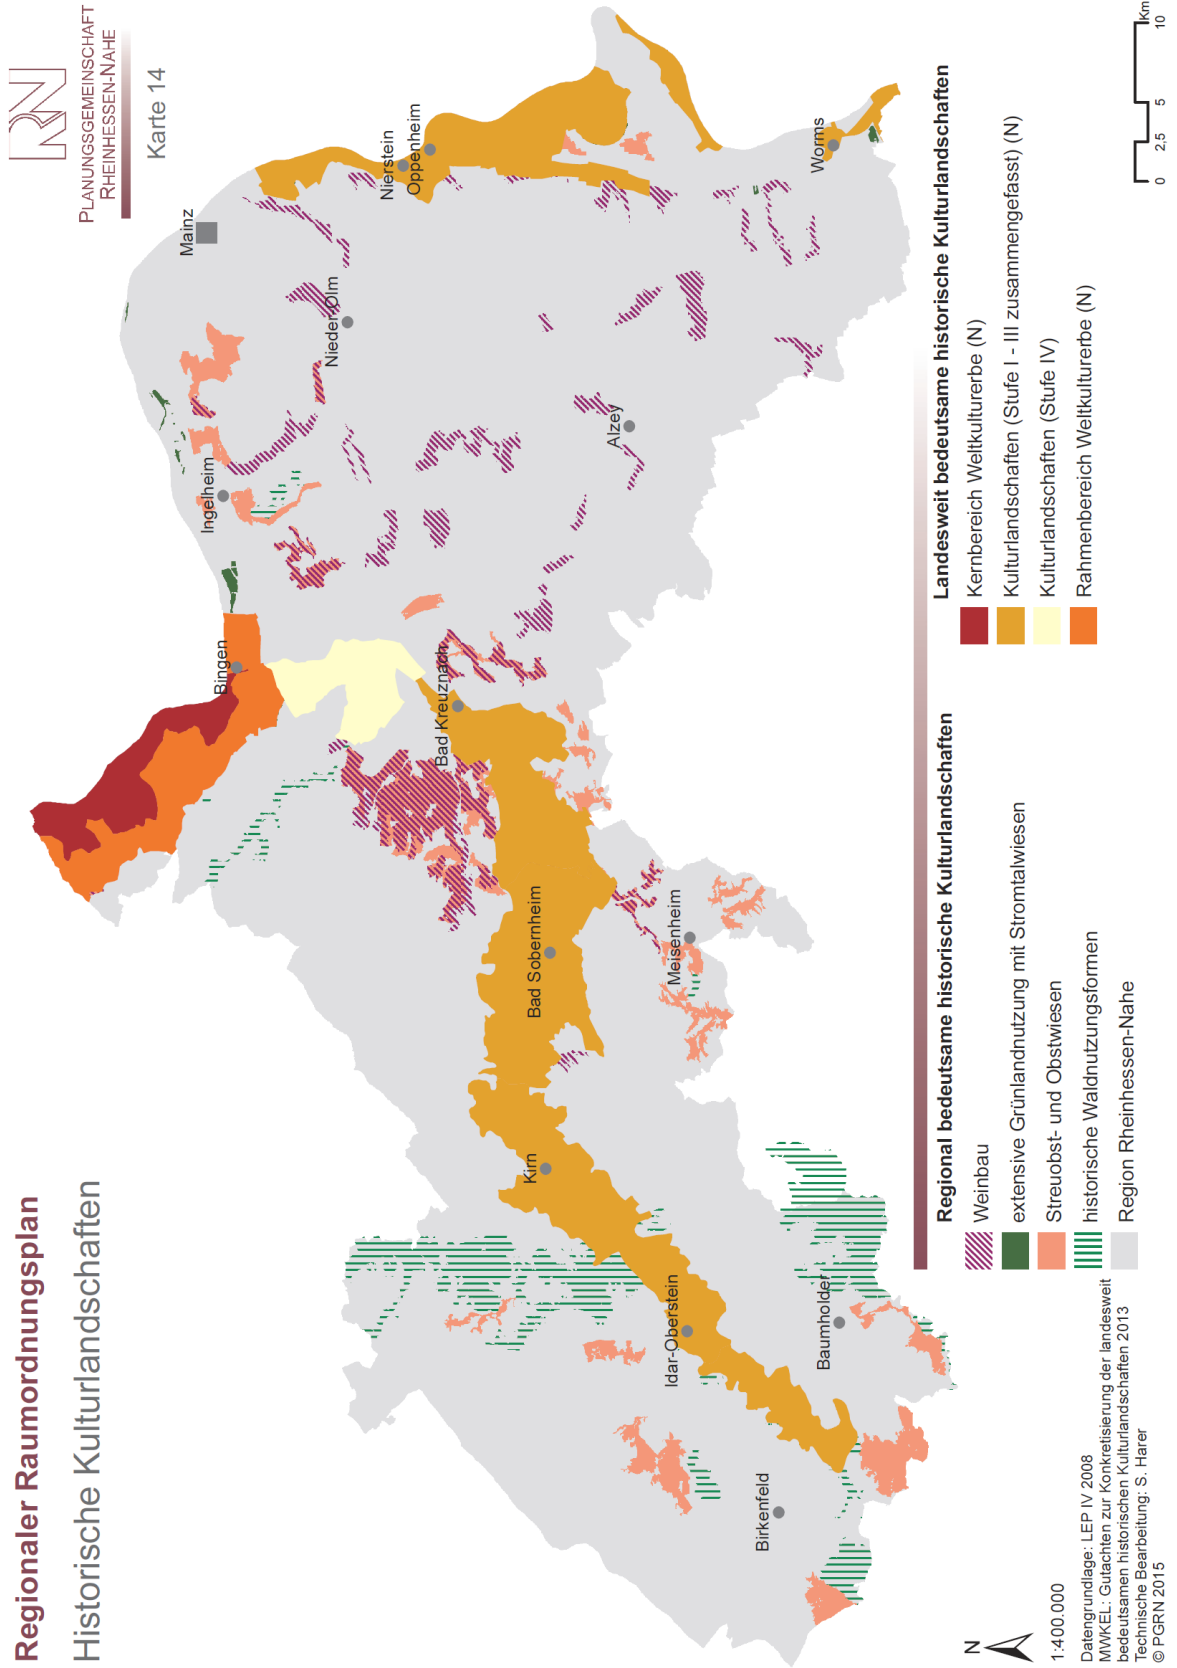 Regionaler Raumordnungsplan
Historische Kulturlandschaften
RN
PLANUNGSGEMEINSCHAFT
RHEINHESSEN-NAHE
Karte 14
Mainz
Nierstein
Oppenheim
Worms
Nieder-Olm
Ingelheim
Alzey
Bingen
Bad Kreuznach
Bad Sobernheim
Meisenheim
Kirn
Idar-Oberstein
Baumholder
Birkenfeld
Regional bedeutsame historische Kulturlandschaften
Weinbau
extensive Grünlandnutzung mit Stromtalwiesen
Streuobst- und Obstwiesen
historische Waldnutzungsformen
Region Rheinhessen-Nahe
Landesweit bedeutsame historische Kulturlandschaften
Kernbereich Weltkulturerbe (N)
Kulturlandschaften (Stufe I - III zusammengefasst) (N)
Kulturlandschaften (Stufe IV)
Rahmenbereich Weltkulturerbe (N)
N
1:400.000
Datengrundlage: LEP IV 2008
MWKEL: Gutachten zur Konkretisierung der landesweit
bedeutsamen historischen Kulturlandschaften 2013
Technische Bearbeitung: S. Harer
© PGRN 2015
0 2,5 5 10
Km